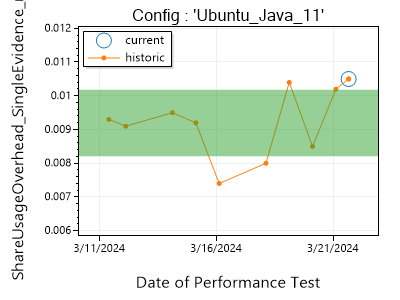 Config : 'Ubuntu_Java_11'
current
historic
0.012
0.011
0.01
0.009
0.008
0.007
0.006
3/11/2024
3/16/2024
3/21/2024
Date of Performance Test
ShareUsageOverhead_SingleEvidence_